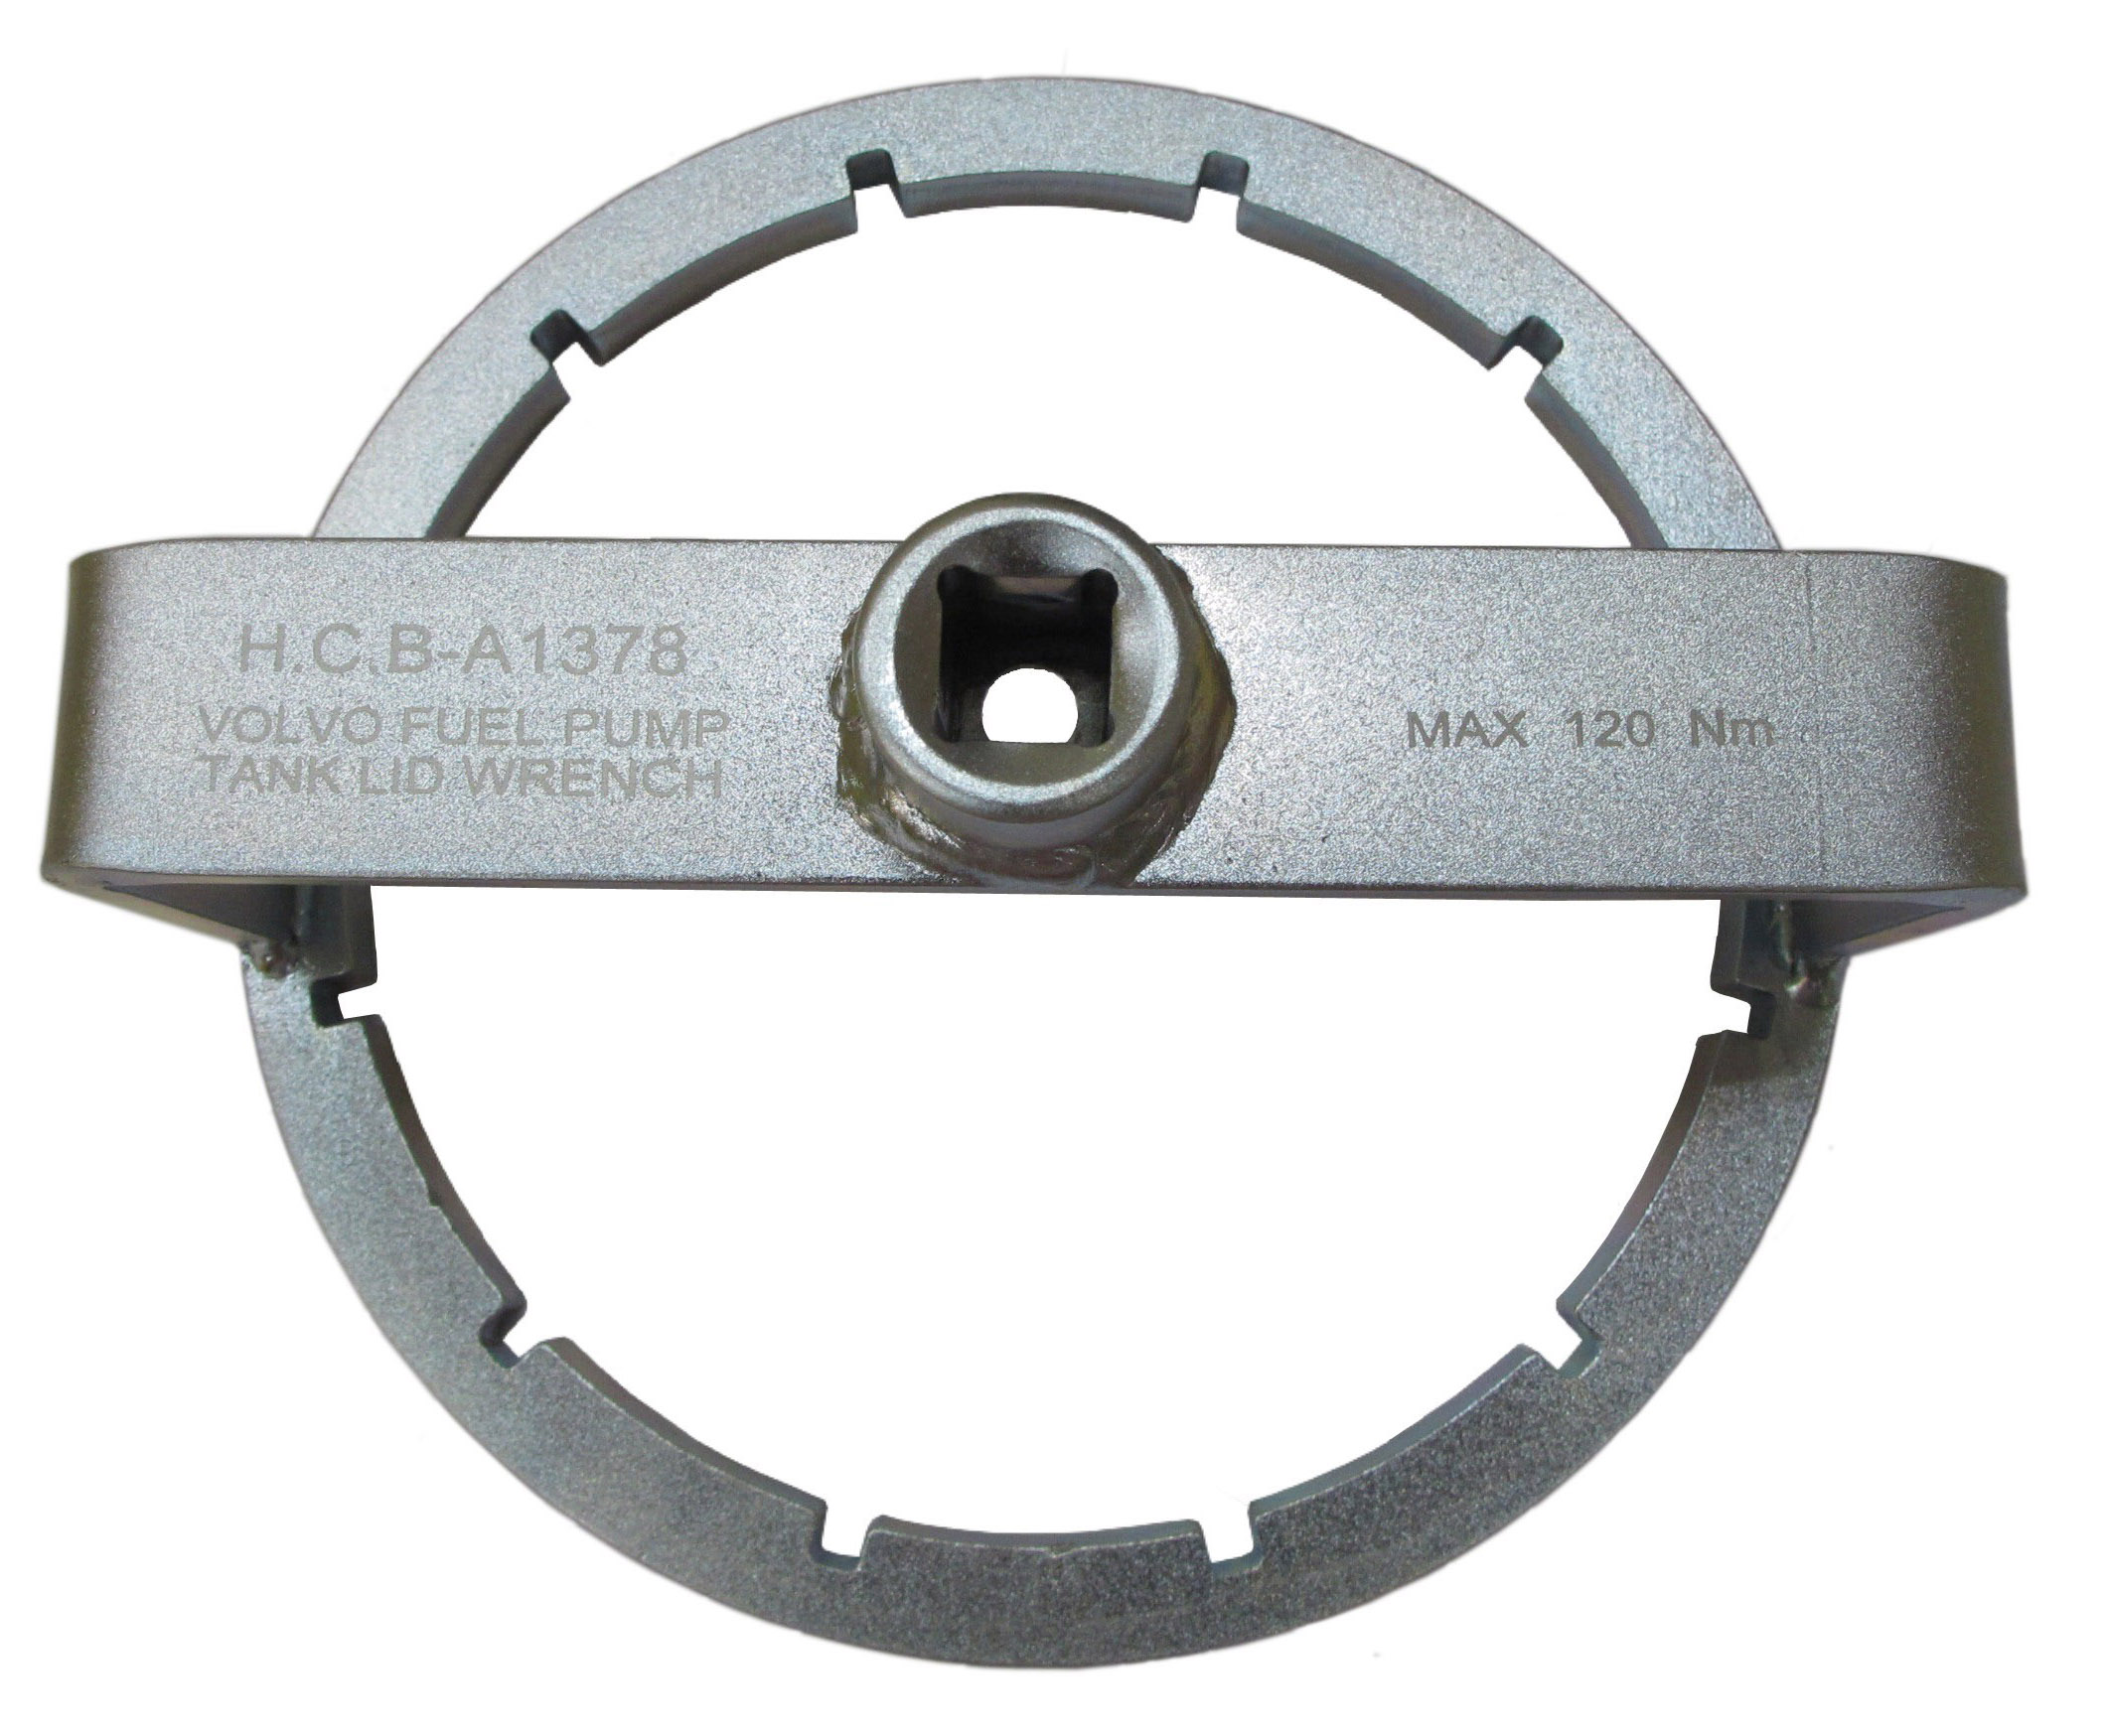 H.C.B-A1378
VOLVO FUEL PUMP
TANK LID WRENCH
MAX 120 Nm